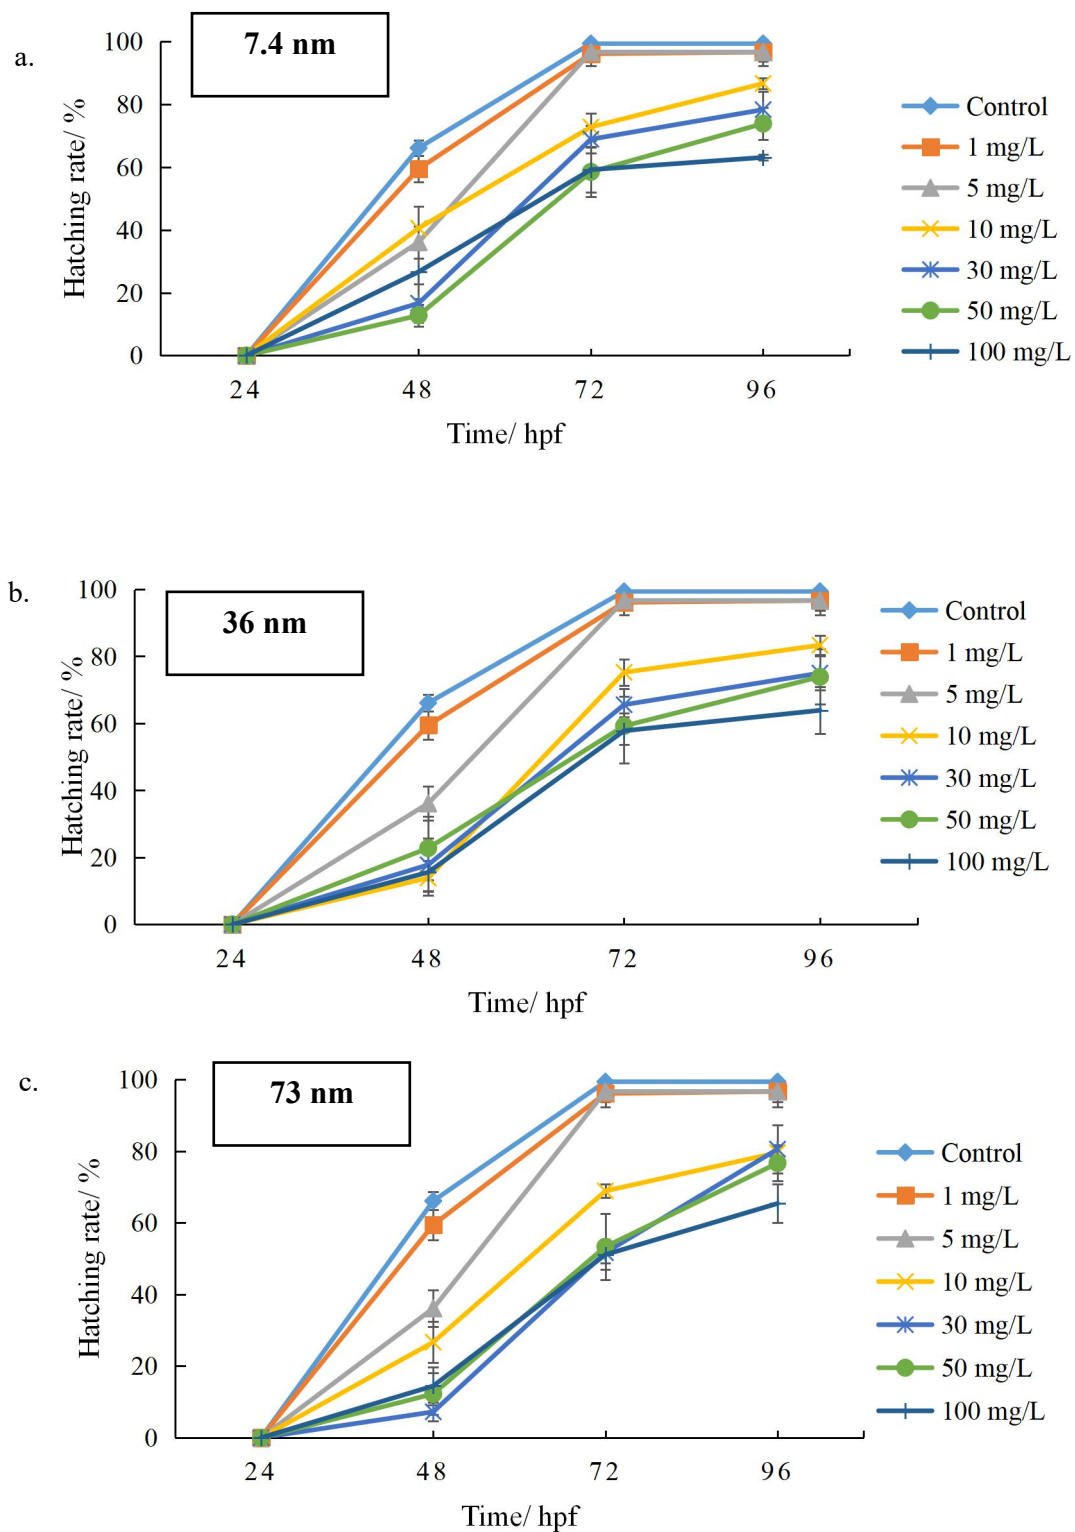 a.
7.4 nm
100
80
60
40
20
0
Hatching rate/ %
24 48 72 96
Time/ hpf
Control
1 mg/L
5 mg/L
10 mg/L
30 mg/L
50 mg/L
100 mg/L
b.
36 nm
100
80
60
40
20
0
Hatching rate/ %
24 48 72 96
Time/ hpf
Control
1 mg/L
5 mg/L
10 mg/L
30 mg/L
50 mg/L
100 mg/L
c.
73 nm
100
80
60
40
20
0
Hatching rate/ %
24 48 72 96
Time/ hpf
Control
1 mg/L
5 mg/L
10 mg/L
30 mg/L
50 mg/L
100 mg/L